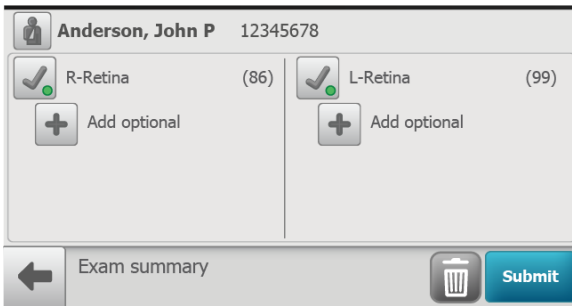 Anderson, John P 12345678
R-Retina (86)
Add optional
L-Retina (99)
Add optional
Exam summary
Submit